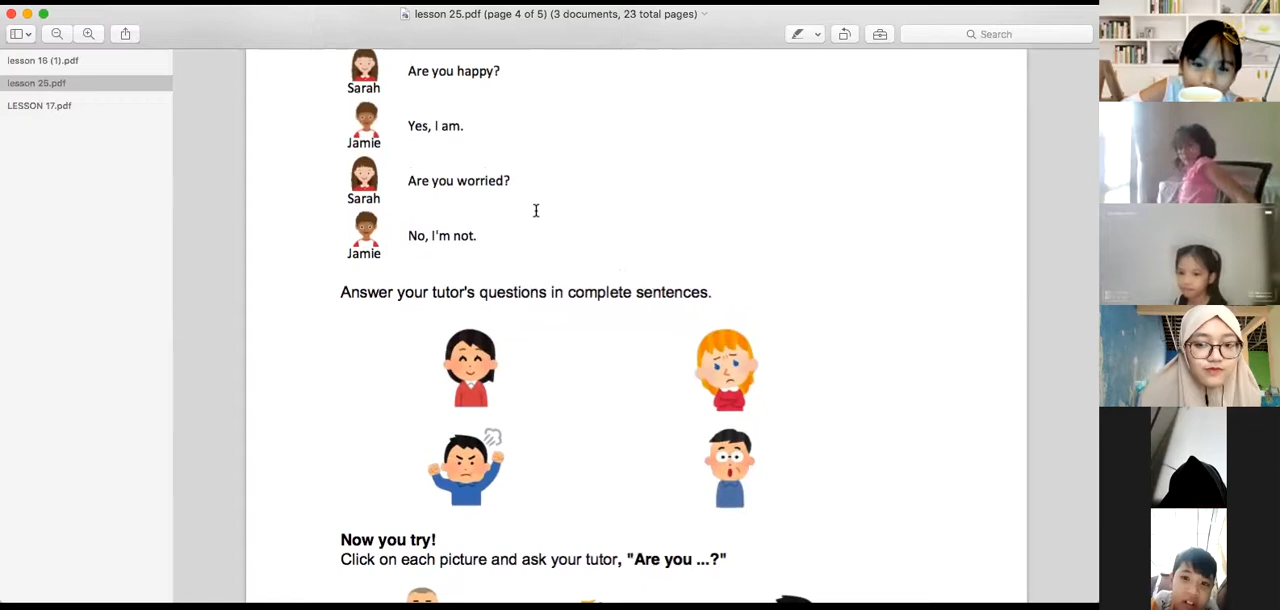 lesson 25.pdf (page 4 of 5) (3 documents, 23 total pages)
Search
lesson 16 (1).pdf
lesson 25.pdf
LESSON 17.pdf
Are you happy?
Sarah
Yes, I am.
Jamie
Are you worried?
Sarah
No, I'm not.
Jamie
Answer your tutor's questions in complete sentences.
Now you try!
Click on each picture and ask your tutor, "Are you ...?"